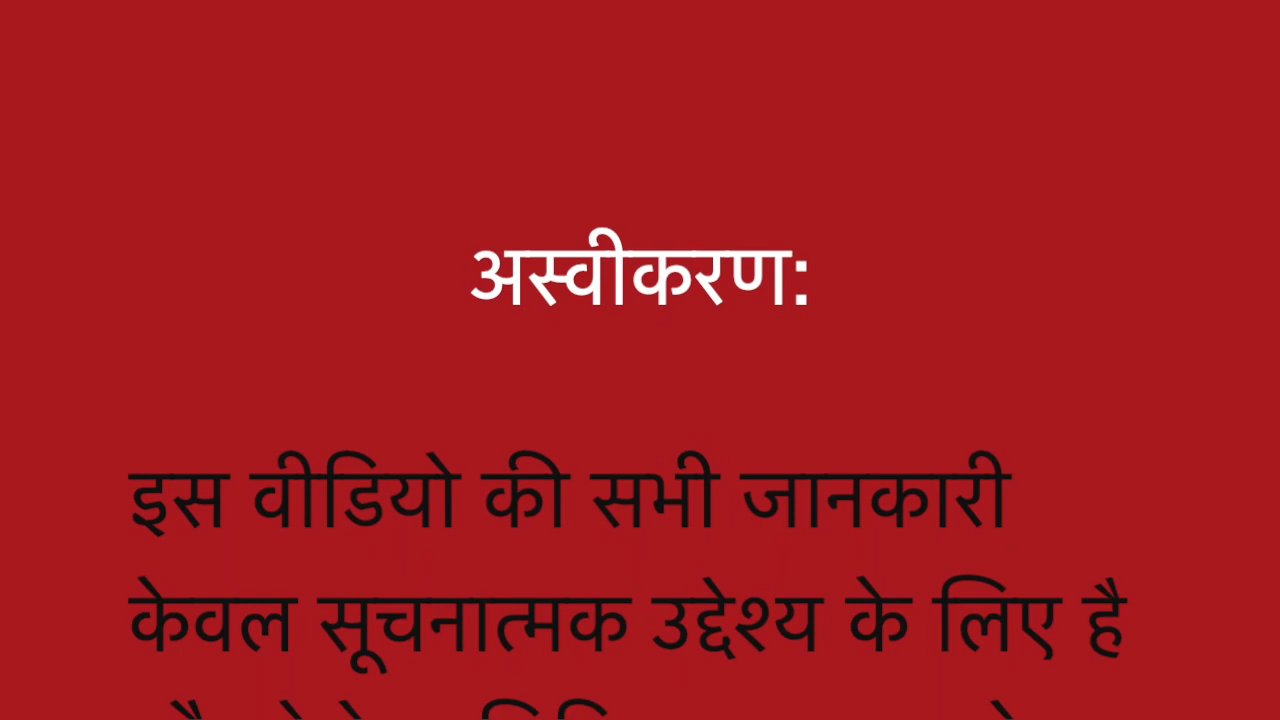 अस्वीकरण:
इस वीडियो की सभी जानकारी
केवल सूचनात्मक उद्देश्य के लिए है